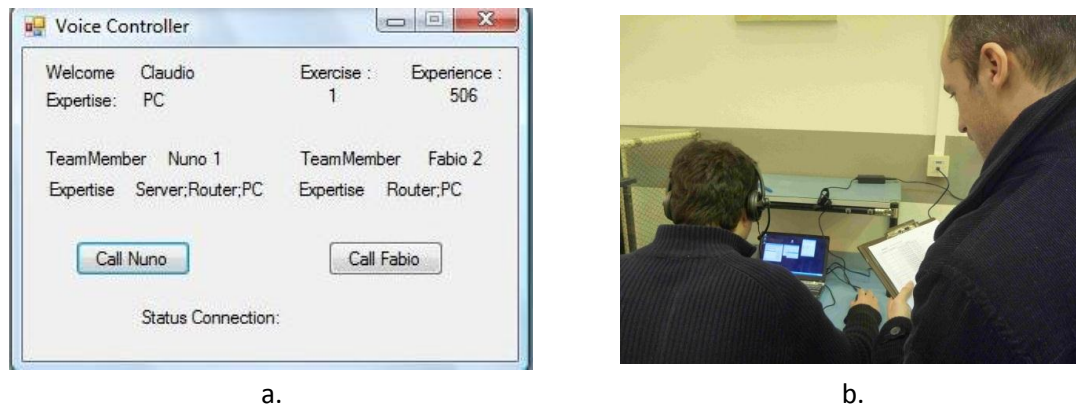 Voice Controller
Welcome Claudio Exercise : Experience :
Expertise: PC 1 506
TeamMember Nuno 1 TeamMember Fabio 2
Expertise Server;Router;PC Expertise Router;PC
Call Nuno Call Fabio
Status Connection:
a. b.